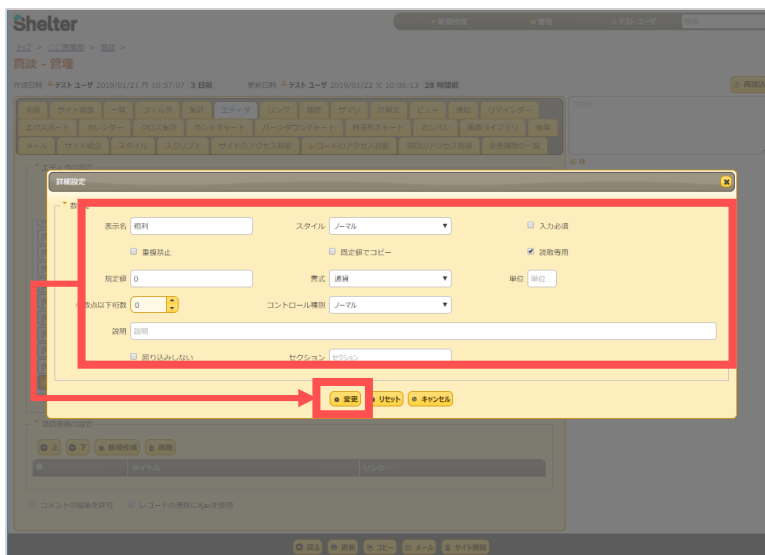 Shelter
+ 新規作成 管理 テスト ユーザ 検索
トップ > 〇〇営業部 > 商談 >
商談 - 管理
作成日時 テスト ユーザ 2019/01/21 月 10:57:07 3 日前 更新日時 テスト ユーザ 2019/01/22 火 10:06:13 28 時間前
全般 サイト画像 一覧 フィルタ 集計 エディタ リンク 履歴 サマリ 計算式 ビュー 通知 リマインダー
コメント
エクスポート カレンダー クロス集計 ガントチャート バーンダウンチャート 時系列チャート カンバン 画像ライブラリ 検索
メール サイト統合 スタイル スクリプト サイトのアクセス制御 レコードのアクセス制御 項目のアクセス制御 変更履歴の一覧
詳細設定
表示名 粗利 スタイル ノーマル 入力必須
重複禁止 既定値でコピー 読取専用
規定値 0 書式 通貨 単位 単位
小数点以下桁数 0 コントロール種別 ノーマル
説明 説明
回り込みしない セクション セクション
変更 リセット キャンセル
上 下 新規作成 削除
タイトル リンク
コメントの編集を許可 レコードの遷移にAjaxを使用
戻る 更新 コピー メール サイト削除